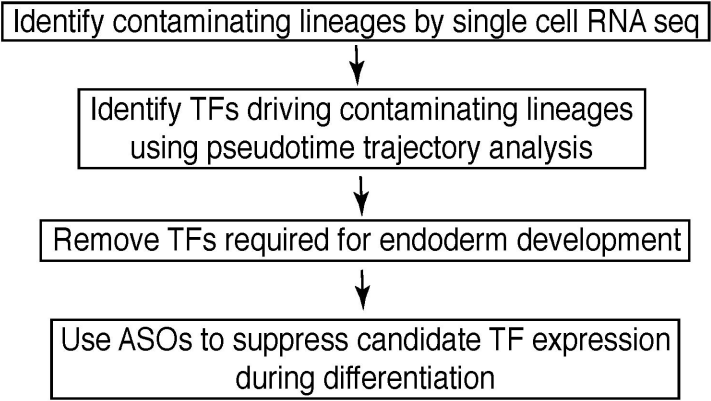 Identify contaminating lineages by single cell RNA seq
Identify TFs driving contaminating lineages
using pseudotime trajectory analysis
Remove TFs required for endoderm development
Use ASOs to suppress candidate TF expression
during differentiation